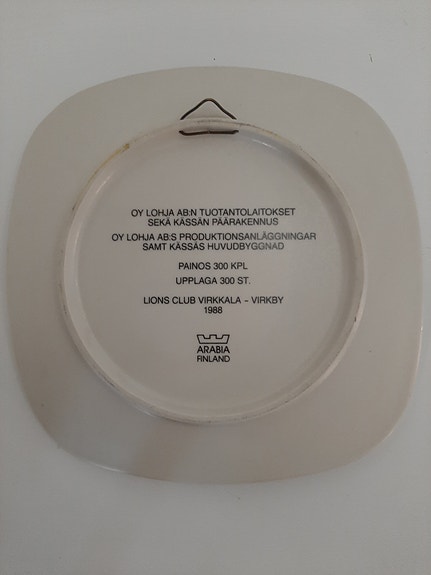 OY LOHJA AB:N TUOTANTOLAITOKSET
SEKÄ KÄSSÄN PÄÄRAKENNUS
OY LOHJA AB:S PRODUKTIONSANLÄGGNINGAR
SAMT KÄSSÄS HUVUDBYGGNAD
PAINOS 300 KPL
UPPLAGA 300 ST.
LIONS CLUB VIRKKALA – VIRKBY
1988
ARABIA
FINLAND